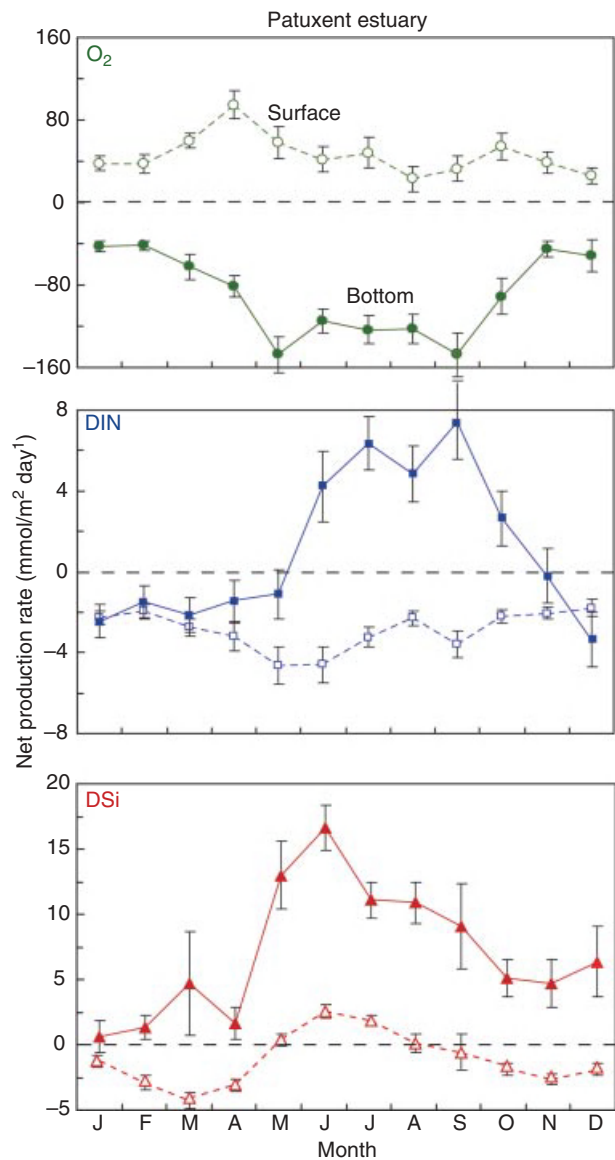 Patuxent estuary
160
O₂
80
Surface
0
−80
Bottom
−160
8
DIN
4
0
−4
−8
Net production rate (mmol/m² day¹)
20
DSi
15
10
5
0
−5
J F M A M J J A S O N D
Month